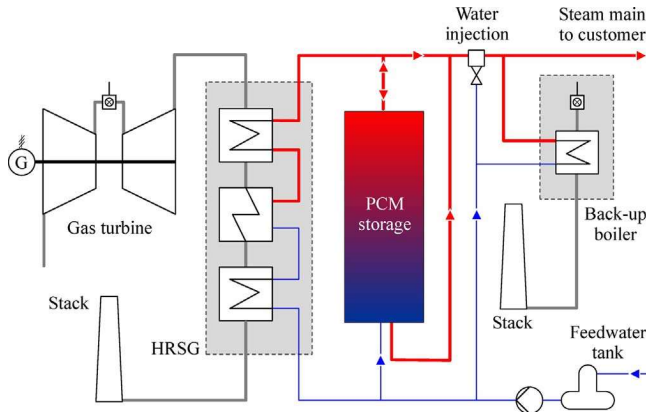 Water
injection
Steam main
to customer
G
Gas turbine
PCM
storage
Back-up
boiler
Stack
HRSG
Stack
Feedwater
tank